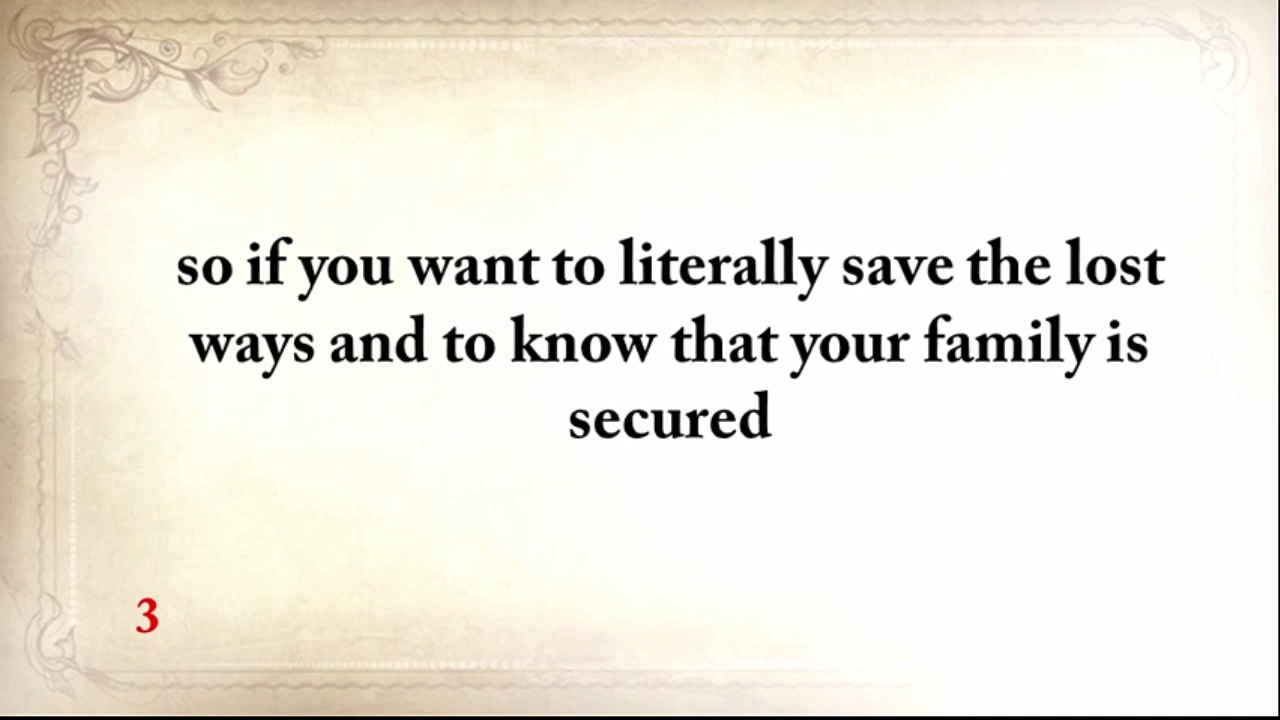 so if you want to literally save the lost
ways and to know that your family is
secured
3